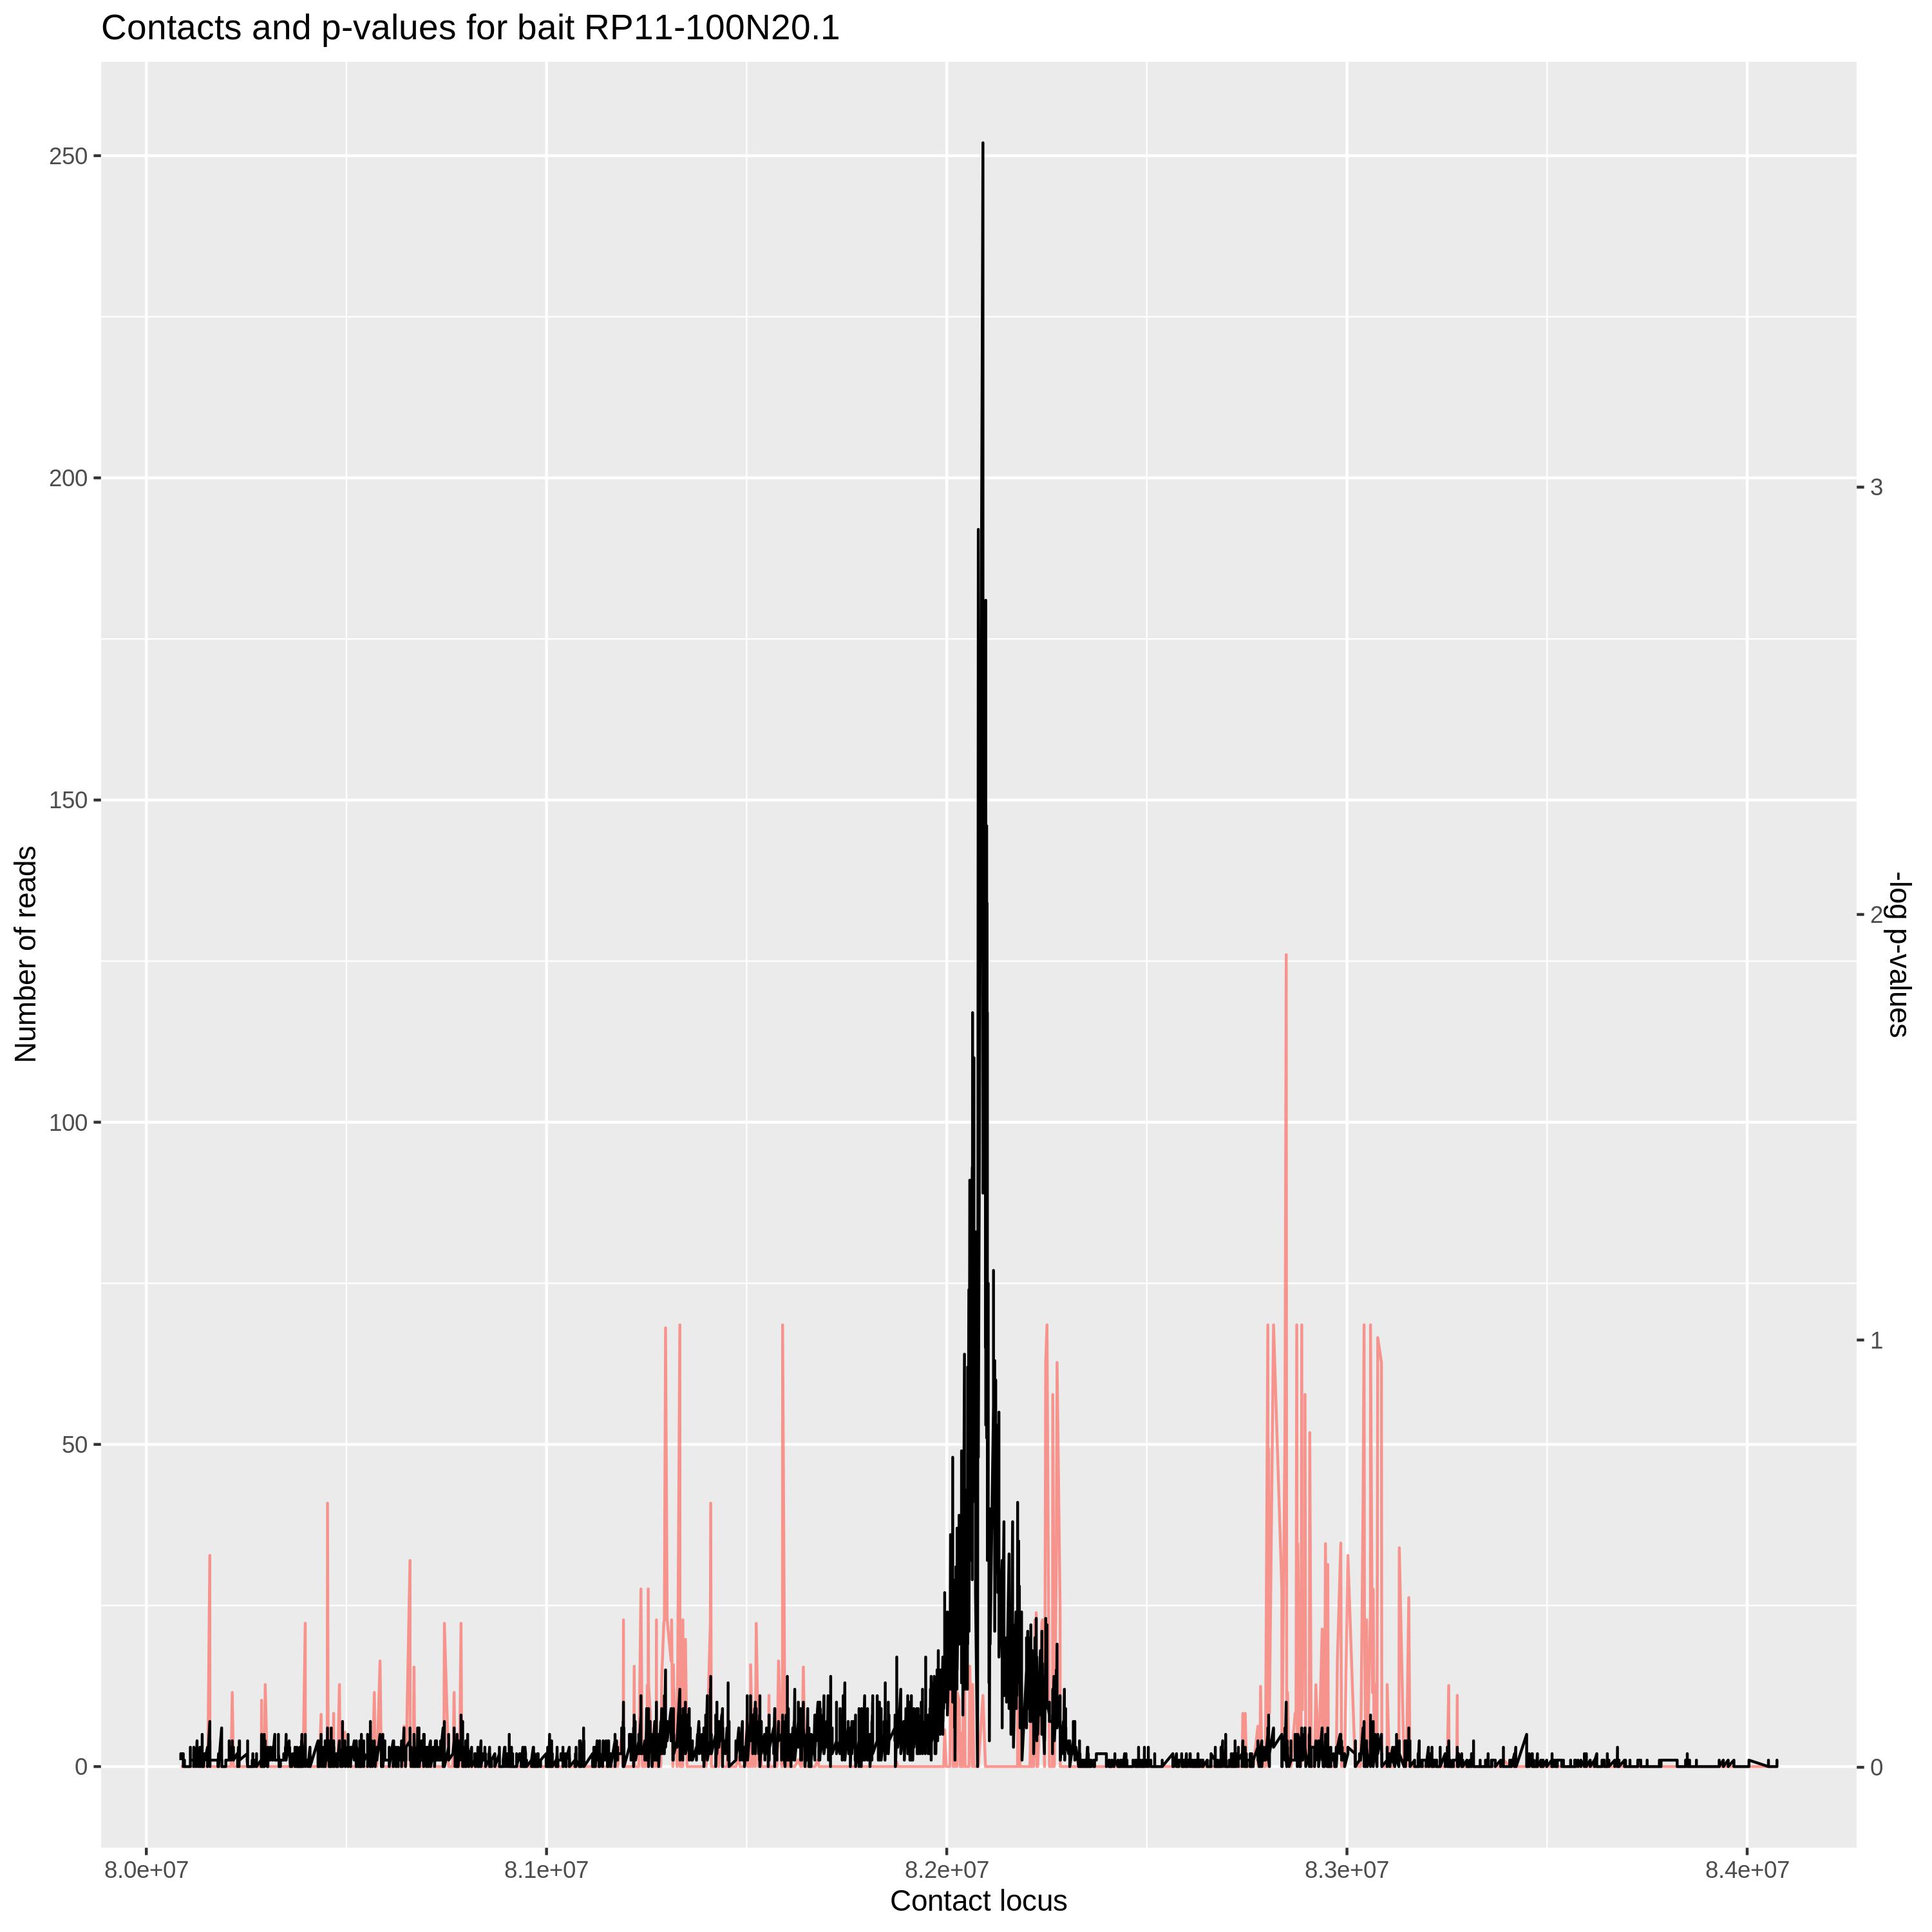 Contacts and p-values for bait RP11-100N20.1
250
200
150
100
50
0
Number of reads
3
2
1
0
-log p-values
8.0e+07
8.1e+07
8.2e+07
8.3e+07
8.4e+07
Contact locus